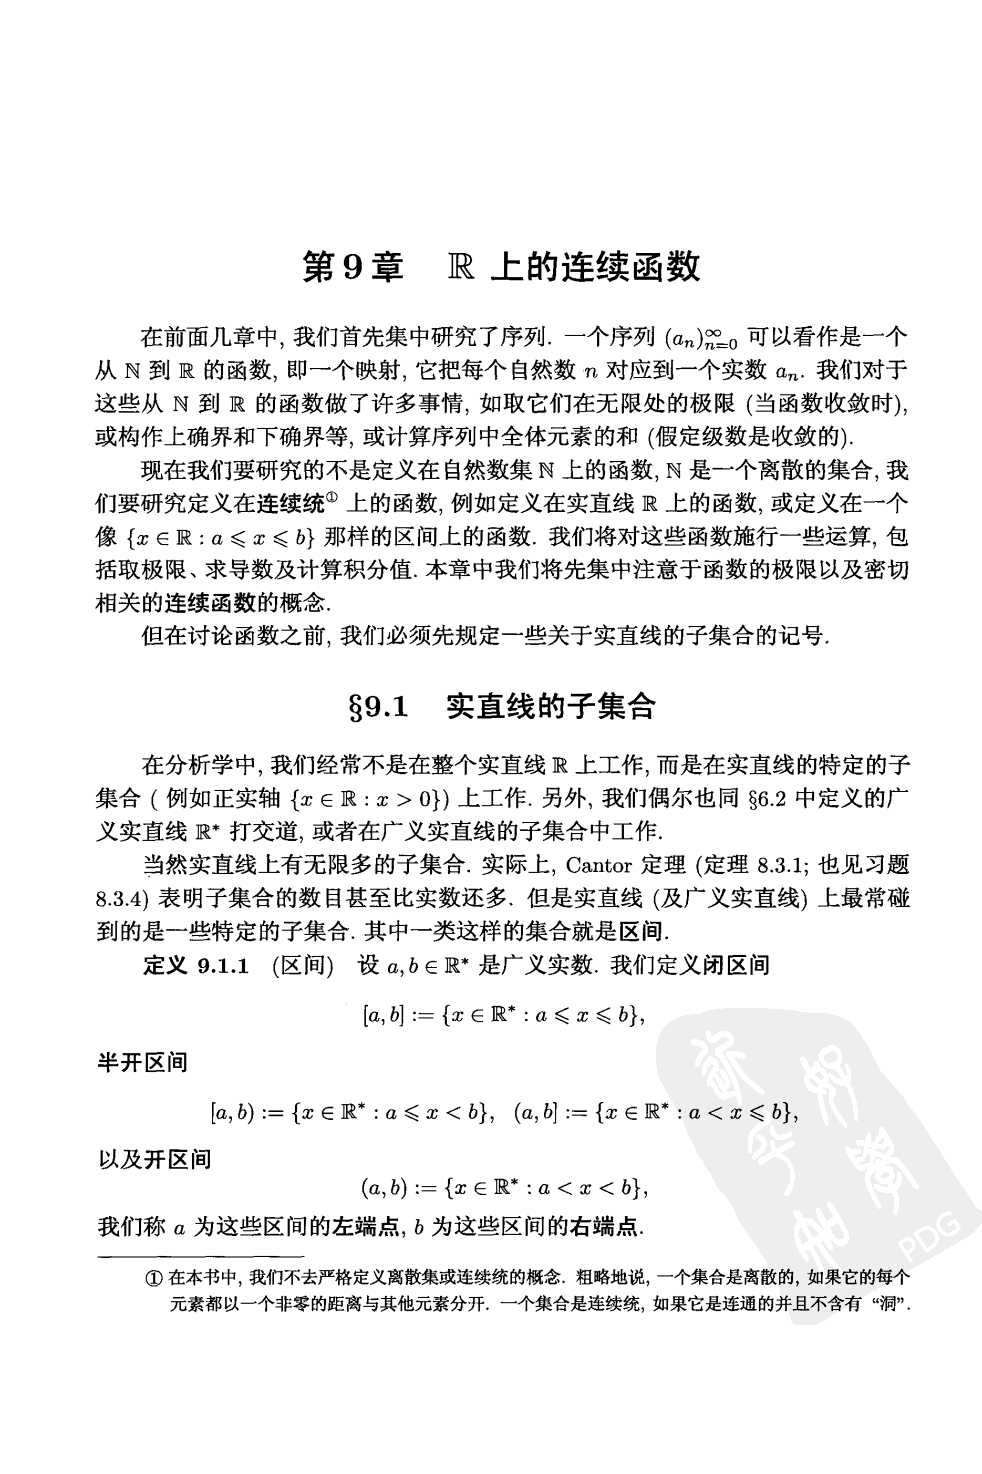 第 9 章 ℝ 上的连续函数
在前面几章中, 我们首先集中研究了序列. 一个序列 $(a_n)_{n=0}^{\infty}$ 可以看作是一个
从 ℕ 到 ℝ 的函数, 即一个映射, 它把每个自然数 $n$ 对应到一个实数 $a_n$. 我们对于
这些从 ℕ 到 ℝ 的函数做了许多事情, 如取它们在无限处的极限 (当函数收敛时),
或构作上确界和下确界等, 或计算序列中全体元素的和 (假定级数是收敛的).
现在我们要研究的不是定义在自然数集 ℕ 上的函数, ℕ 是一个离散的集合, 我
们要研究定义在连续统① 上的函数, 例如定义在实直线 ℝ 上的函数, 或定义在一个
像 {x ∈ ℝ : a ⩽ x ⩽ b} 那样的区间上的函数. 我们将对这些函数施行一些运算, 包
括取极限、求导数及计算积分值. 本章中我们将先集中注意于函数的极限以及密切
相关的连续函数的概念.
但在讨论函数之前, 我们必须先规定一些关于实直线的子集合的记号.
§9.1 实直线的子集合
在分析学中, 我们经常不是在整个实直线 ℝ 上工作, 而是在实直线的特定的子
集合 ( 例如正实轴 {x ∈ ℝ : x > 0}) 上工作. 另外, 我们偶尔也同 §6.2 中定义的广
义实直线 ℝ* 打交道, 或者在广义实直线的子集合中工作.
当然实直线上有无限多的子集合. 实际上, Cantor 定理 (定理 8.3.1; 也见习题
8.3.4) 表明子集合的数目甚至比实数还多. 但是实直线 (及广义实直线) 上最常碰
到的是一些特定的子集合. 其中一类这样的集合就是区间.
定义 9.1.1 (区间) 设 a, b ∈ ℝ* 是广义实数. 我们定义闭区间
[a, b] := {x ∈ ℝ* : a ⩽ x ⩽ b},
半开区间
[a, b) := {x ∈ ℝ* : a ⩽ x < b}, (a, b] := {x ∈ ℝ* : a < x ⩽ b},
以及开区间
(a, b) := {x ∈ ℝ* : a < x < b},
我们称 a 为这些区间的左端点, b 为这些区间的右端点.
① 在本书中, 我们不去严格定义离散集或连续统的概念. 粗略地说, 一个集合是离散的, 如果它的每个
元素都以一个非零的距离与其他元素分开. 一个集合是连续统, 如果它是连通的并且不含有 “洞”.
PDG